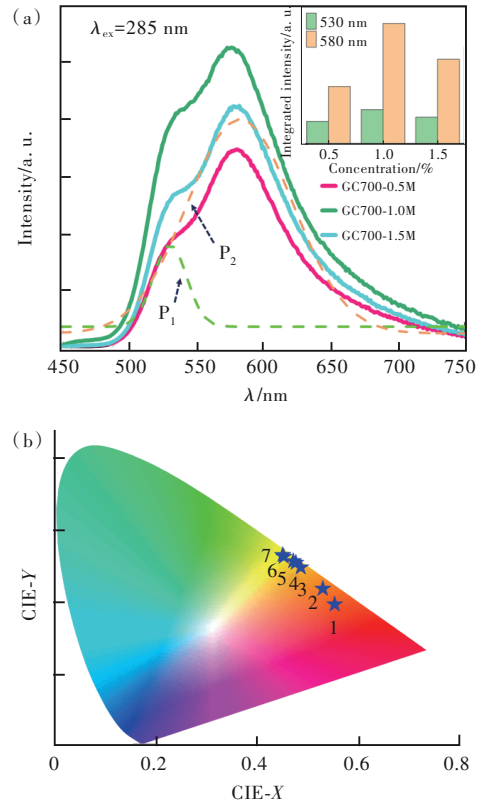 (a)
λex=285 nm
Intensity/a. u.
P2
P1
450 500 550 600 650 700 750
λ/nm
Integrated intensity/a. u.
530 nm
580 nm
0.5 1.0 1.5
Concentration/%
GC700-0.5M
GC700-1.0M
GC700-1.5M
(b)
CIE-Y
7
6
5
4
3
2
1
0 0.2 0.4 0.6 0.8
CIE-X